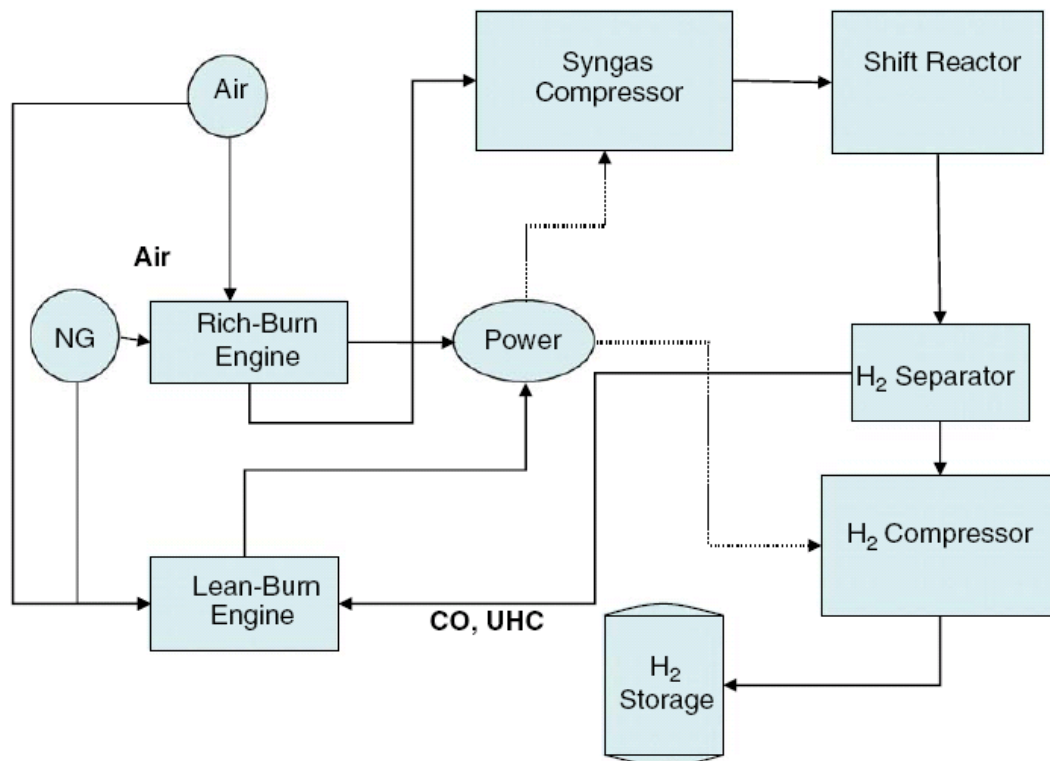 Air
Syngas
Compressor
Shift Reactor
Air
NG
Rich-Burn
Engine
Power
H₂ Separator
H₂ Compressor
Lean-Burn
Engine
CO, UHC
H₂
Storage